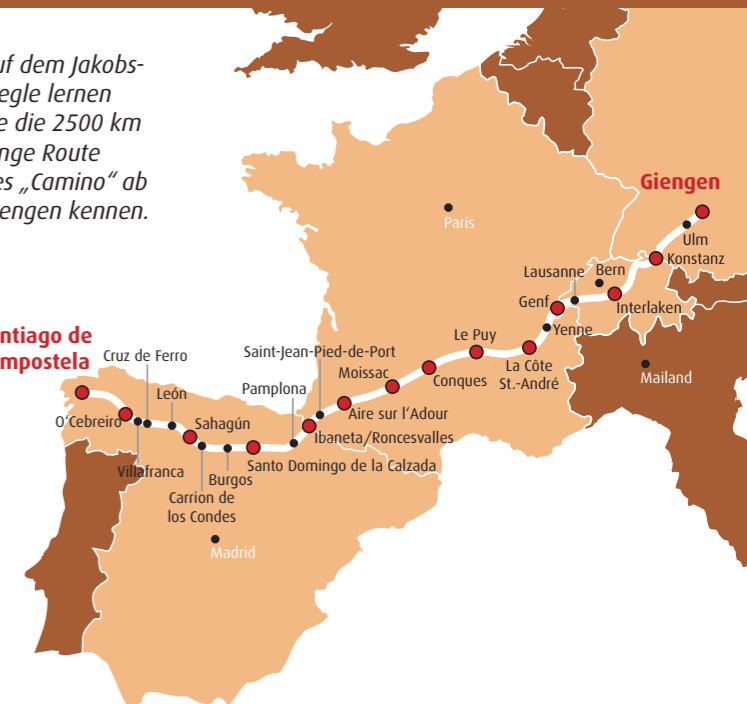 uf dem Jakobs-
egle lernen
e die 2500 km
nge Route
es „Camino“ ab
engen kennen.
Giengen
Paris
Ulm
Konstanz
Lausanne
Bern
Genf
Interlaken
Yenne
ntiago de
mpostela
Cruz de Ferro
Saint-Jean-Pied-de-Port
Le Puy
La Côte
St.-André
Mailand
Moissac
León
Pamplona
Conques
O‘Cebreiro
Sahagún
Aire sur l‘Adour
Ibaneta/Roncesvalles
Villafranca
Burgos
Santo Domingo de la Calzada
Carrion de
los Condes
Madrid